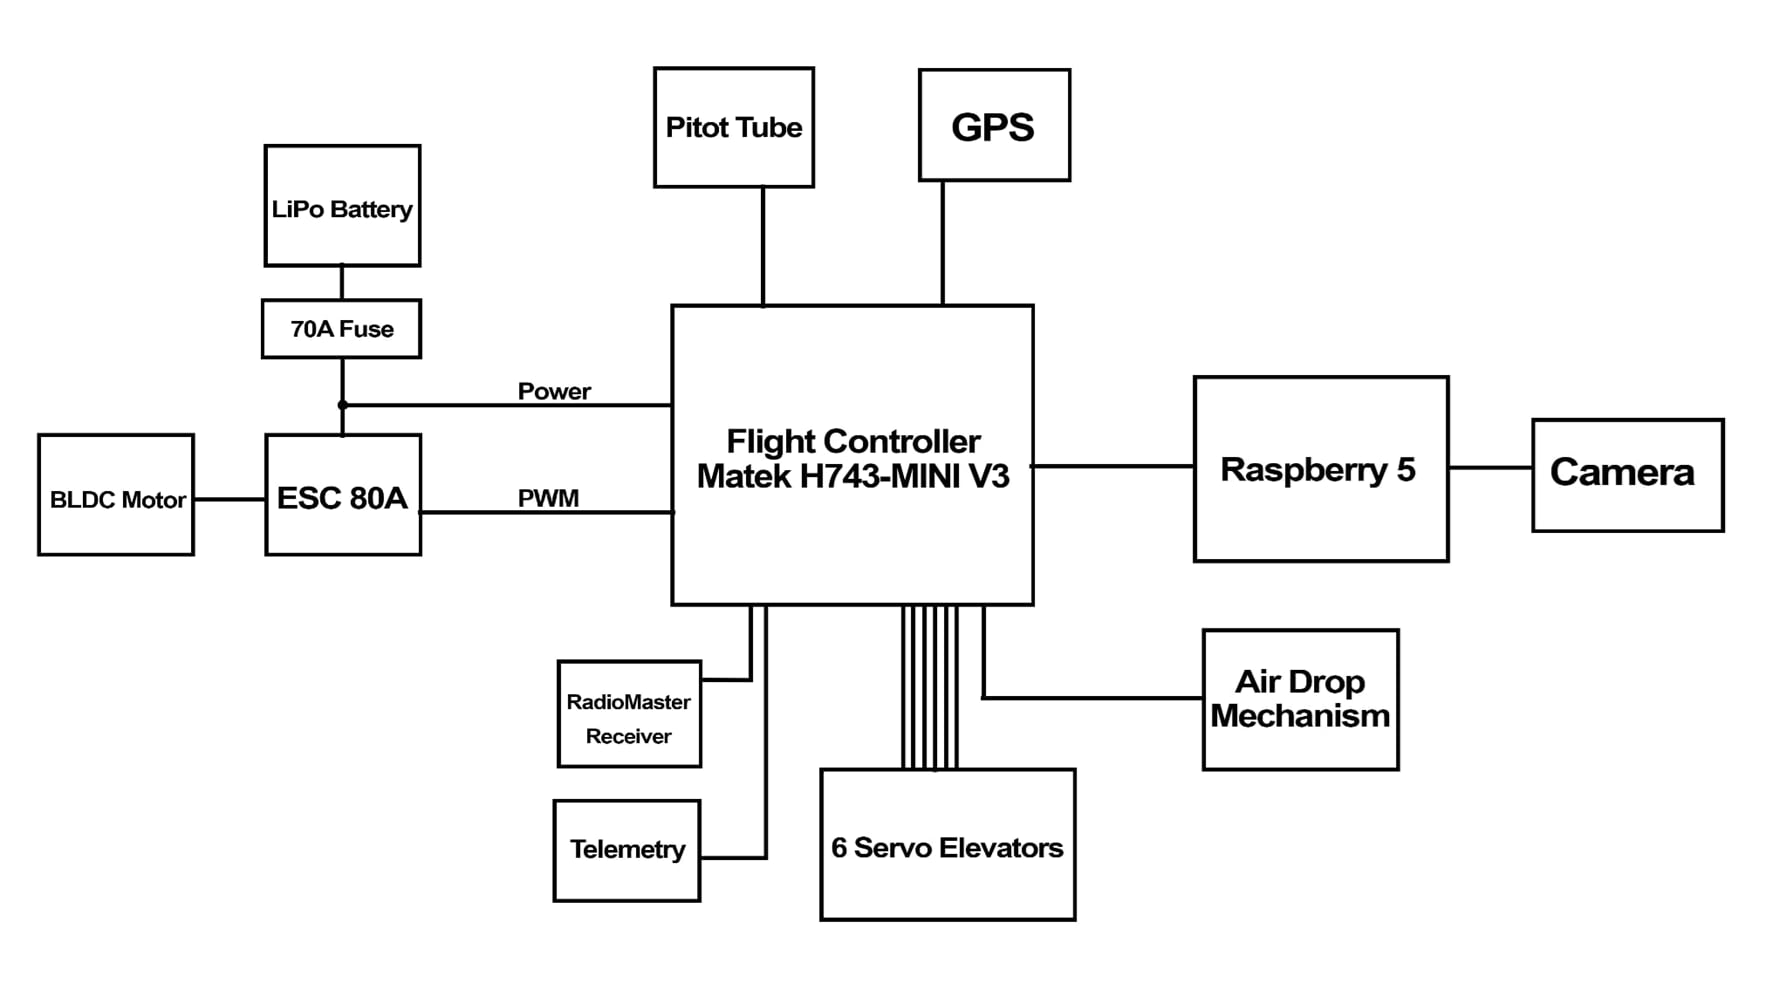 Pitot Tube
GPS
LiPo Battery
70A Fuse
Power
BLDC Motor
ESC 80A
PWM
Flight Controller
Matek H743-MINI V3
Raspberry 5
Camera
RadioMaster
Receiver
Air Drop
Mechanism
Telemetry
6 Servo Elevators